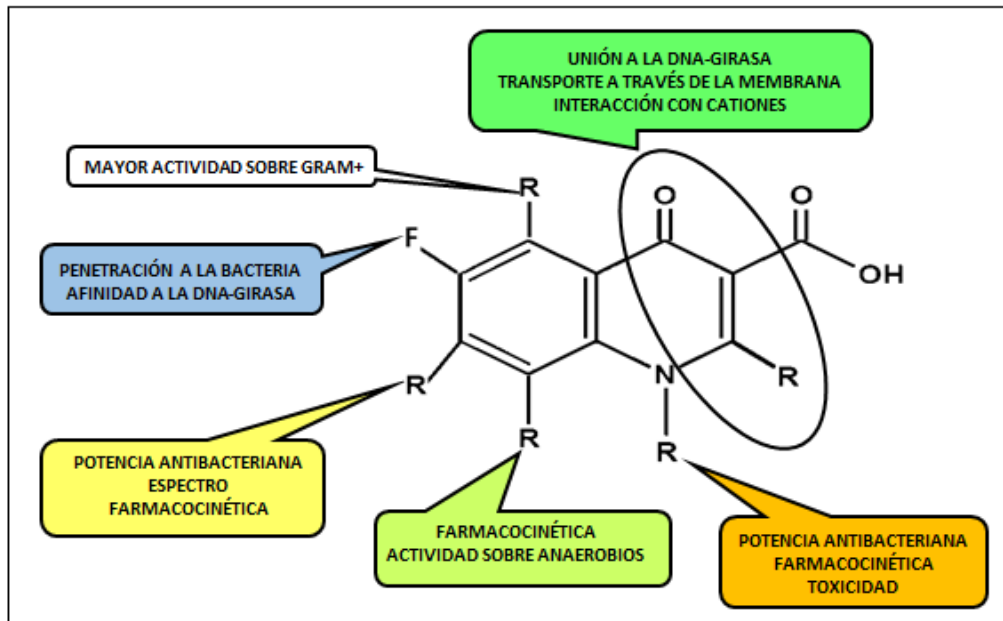 UNIÓN A LA DNA-GIRASA
TRANSPORTE A TRAVÉS DE LA MEMBRANA
INTERACCIÓN CON CATIONES
MAYOR ACTIVIDAD SOBRE GRAM+
R
O
O
F
OH
PENETRACIÓN A LA BACTERIA
AFINIDAD A LA DNA-GIRASA
R
N
R
R
R
POTENCIA ANTIBACTERIANA
ESPECTRO
FARMACOCINÉTICA
FARMACOCINÉTICA
ACTIVIDAD SOBRE ANAEROBIOS
POTENCIA ANTIBACTERIANA
FARMACOCINÉTICA
TOXICIDAD